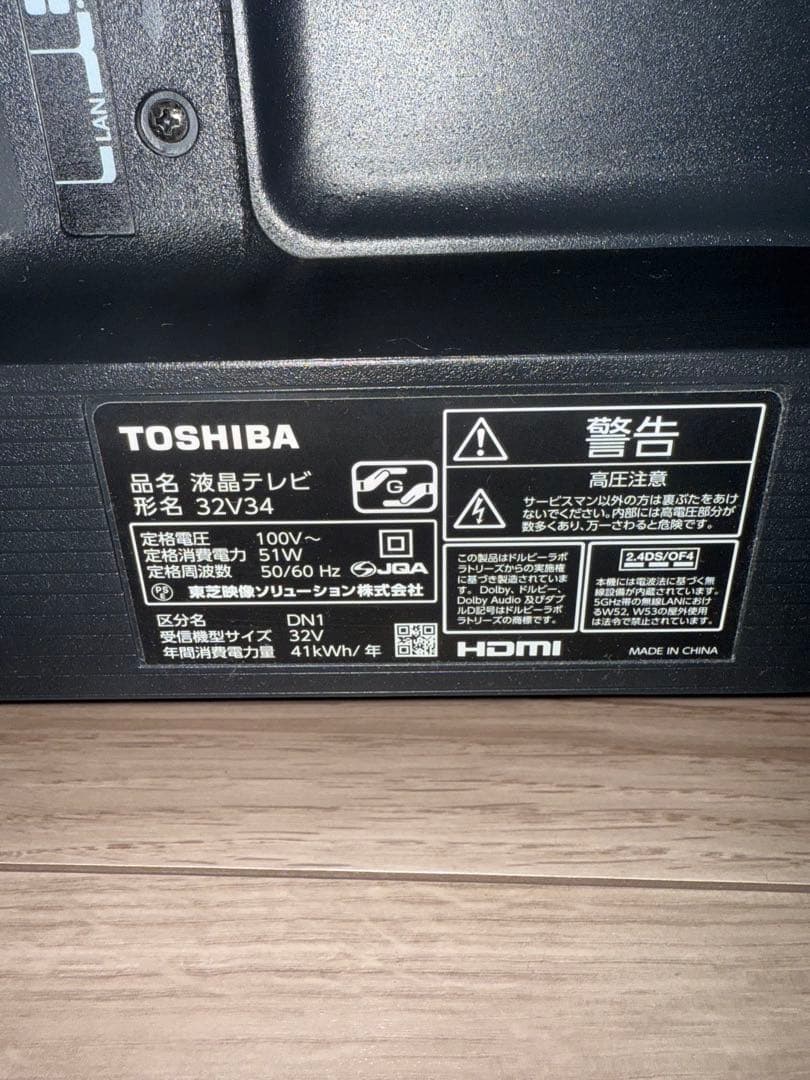 LAN
TOSHIBA
品名 液晶テレビ
形名 32V34
G
定格電圧 100V~
定格消費電力 51W
定格周波数 50/60 Hz
JQA
PS
E
東芝映像ソリューション株式会社
区分名 DN1
受信機型サイズ 32V
年間消費電力量 41kWh/年
警告
高圧注意
サービスマン以外の方は裏ぶたをあけ
ないでください。内部には高電圧部分が
数多くあり、万一さわると危険です。
この製品はドルビーラボ
ラトリーズからの実施権
に基づき製造されていま
す。Dolby、ドルビー、
Dolby Audio 及びダブ
ルD記号はドルビーラボ
ラトリーズの商標です。
2.4DS/OF4
本機には電波法に基づく無
線設備が内蔵されています。
5GHz帯の無線LANにおけ
るW52, W53の屋外使用
は法令で禁止されています。
HDMI
MADE IN CHINA